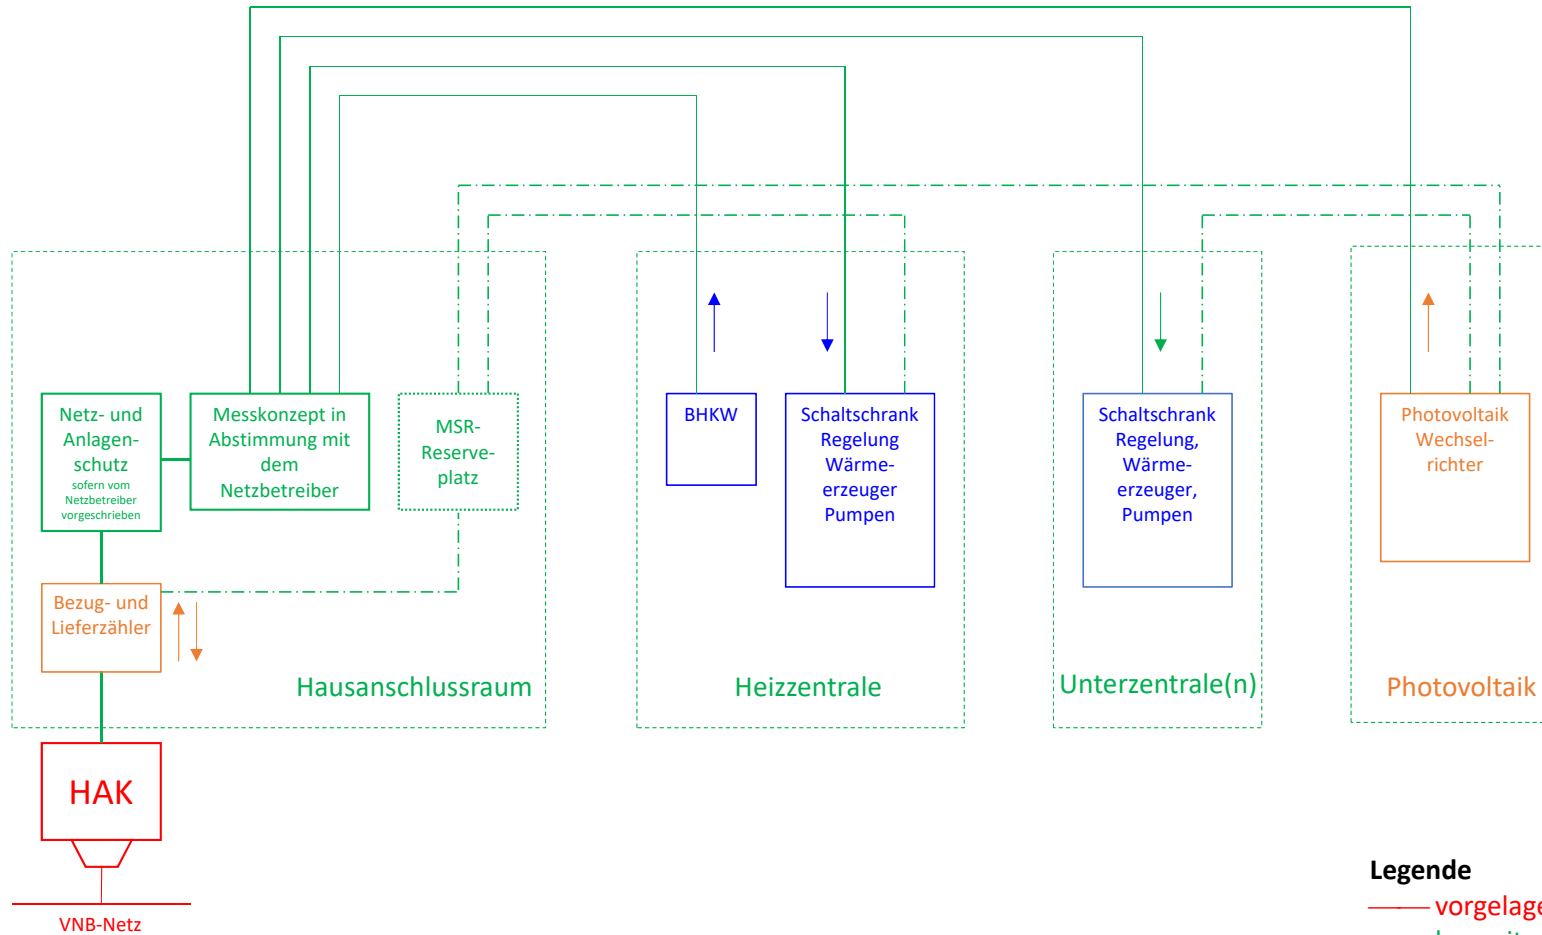 Netz- und
Anlagen-
schutz
sofern vom
Netzbetreiber
vorgeschrieben
Messkonzept in
Abstimmung mit
dem
Netzbetreiber
MSR-
Reserve-
platz
BHKW
Schaltschrank
Regelung
Wärme-
erzeuger
Pumpen
Schaltschrank
Regelung,
Wärme-
erzeuger,
Pumpen
Photovoltaik
Wechsel-
richter
Bezug- und
Lieferzähler
Hausanschlussraum
Heizzentrale
Unterzentrale(n)
Photovoltaik
HAK
VNB-Netz
Legende